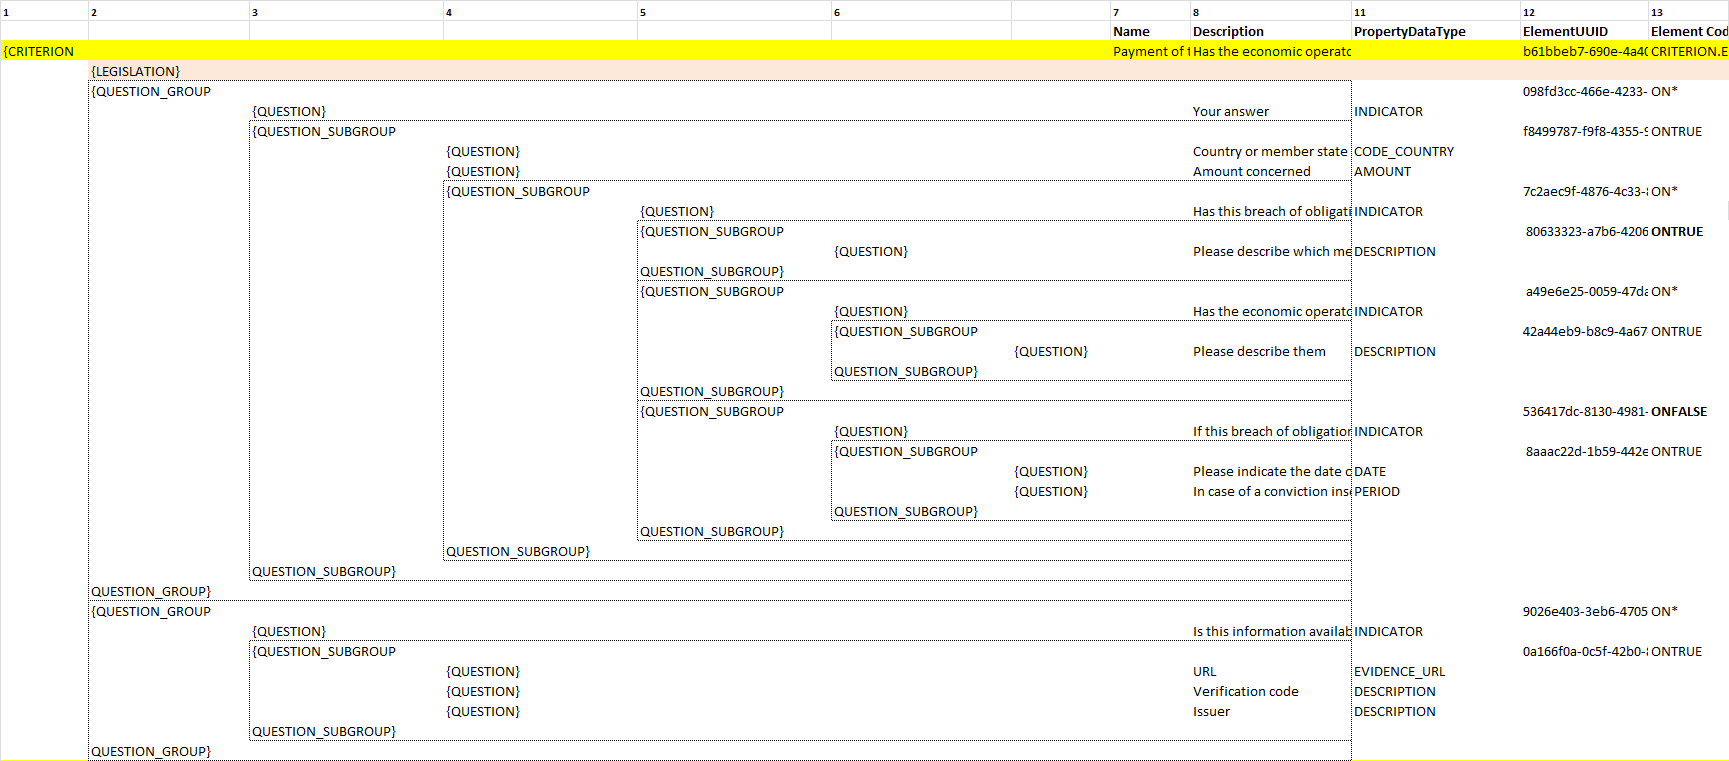 1 2 3 4 5 6 7 8 11 12 13
Name Description PropertyDataType ElementUUID Element Cod
{CRITERION Payment of Has the economic operato b61bbeb7-690e-4a40 CRITERION.E
{LEGISLATION}
{QUESTION_GROUP 098fd3cc-466e-4233- ON*
{QUESTION} Your answer INDICATOR
{QUESTION_SUBGROUP f8499787-f9f8-4355-9 ONTRUE
{QUESTION} Country or member state CODE_COUNTRY
{QUESTION} Amount concerned AMOUNT
{QUESTION_SUBGROUP 7c2aec9f-4876-4c33- ON*
{QUESTION} Has this breach of obligati INDICATOR
{QUESTION_SUBGROUP 80633323-a7b6-4206 ONTRUE
{QUESTION} Please describe which me DESCRIPTION
QUESTION_SUBGROUP}
{QUESTION_SUBGROUP a49e6e25-0059-47da ON*
{QUESTION} Has the economic operato INDICATOR
{QUESTION_SUBGROUP 42a44eb9-b8c9-4a67 ONTRUE
{QUESTION} Please describe them DESCRIPTION
QUESTION_SUBGROUP}
QUESTION_SUBGROUP}
{QUESTION_SUBGROUP 536417dc-8130-4981- ONFALSE
{QUESTION} If this breach of obligation INDICATOR
{QUESTION_SUBGROUP 8aaac22d-1b59-442e ONTRUE
{QUESTION} Please indicate the date o DATE
{QUESTION} In case of a conviction ins PERIOD
QUESTION_SUBGROUP}
QUESTION_SUBGROUP}
QUESTION_SUBGROUP}
QUESTION_SUBGROUP}
QUESTION_GROUP}
{QUESTION_GROUP 9026e403-3eb6-4705 ON*
{QUESTION} Is this information availab INDICATOR
{QUESTION_SUBGROUP 0a166f0a-0c5f-42b0- ONTRUE
{QUESTION} URL EVIDENCE_URL
{QUESTION} Verification code DESCRIPTION
{QUESTION} Issuer DESCRIPTION
QUESTION_SUBGROUP}
QUESTION_GROUP}